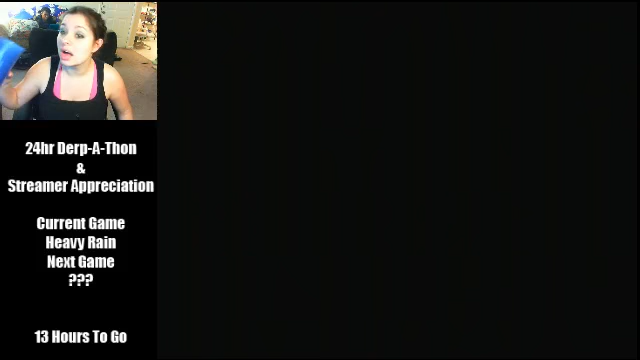 24hr Derp-A-Thon
&
Streamer Appreciation
Current Game
Heavy Rain
Next Game
???
13 Hours To Go